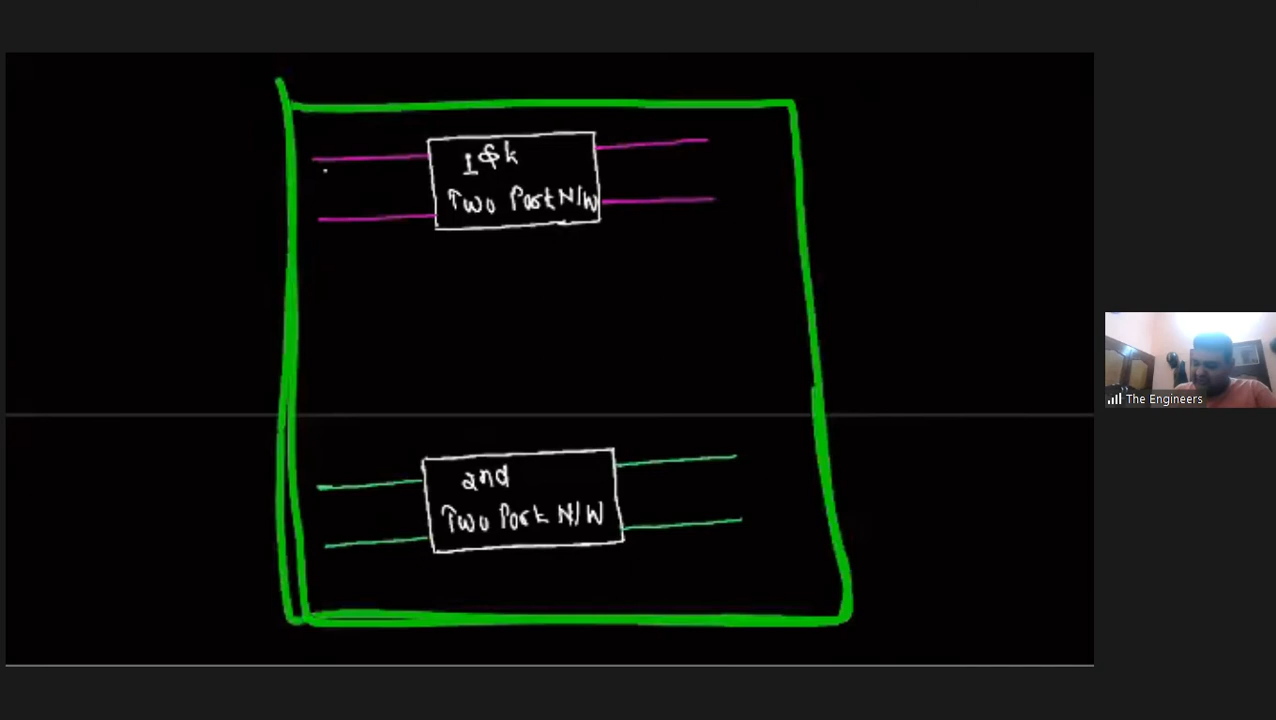 1st
Two Port N/W
2nd
Two Port N/W
The Engineers